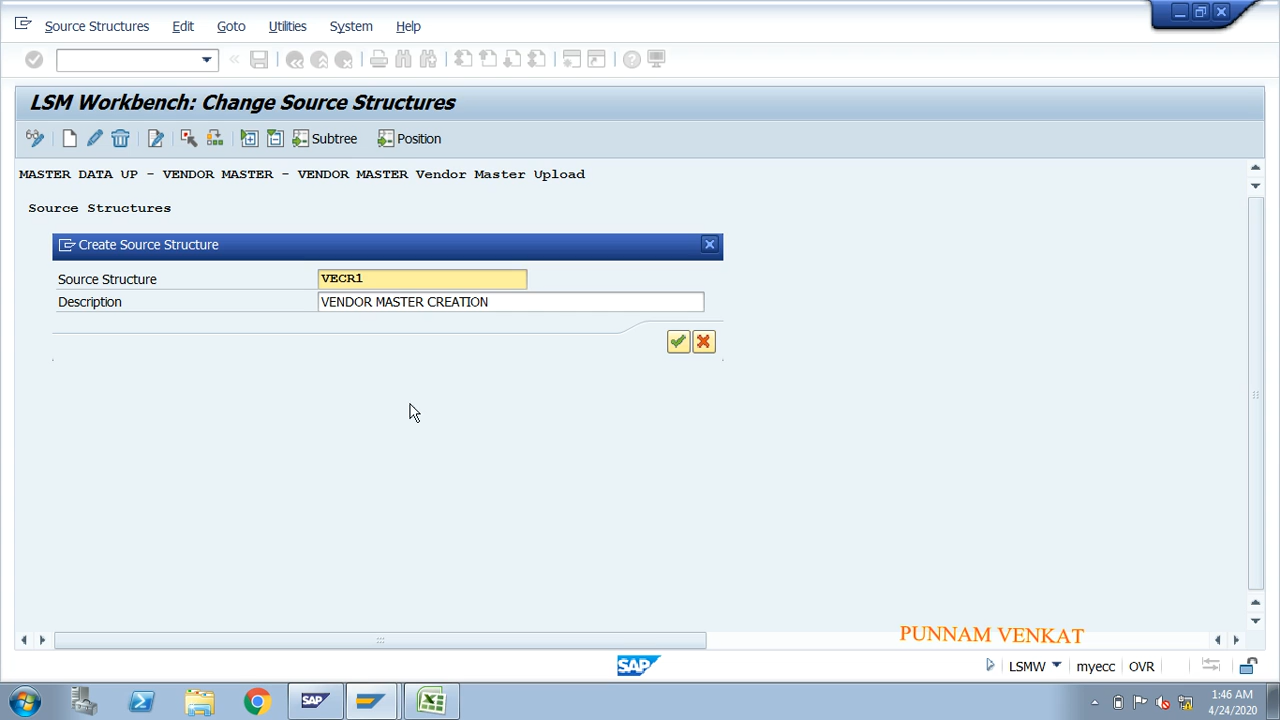 Source Structures Edit Goto Utilities System Help
LSM Workbench: Change Source Structures
Subtree Position
MASTER DATA UP - VENDOR MASTER - VENDOR MASTER Vendor Master Upload
Source Structures
Create Source Structure
Source Structure VECR1
Description VENDOR MASTER CREATION
PUNNAM VENKAT
SAP LSMW myecc OVR
SAP
1:46 AM
4/24/2020